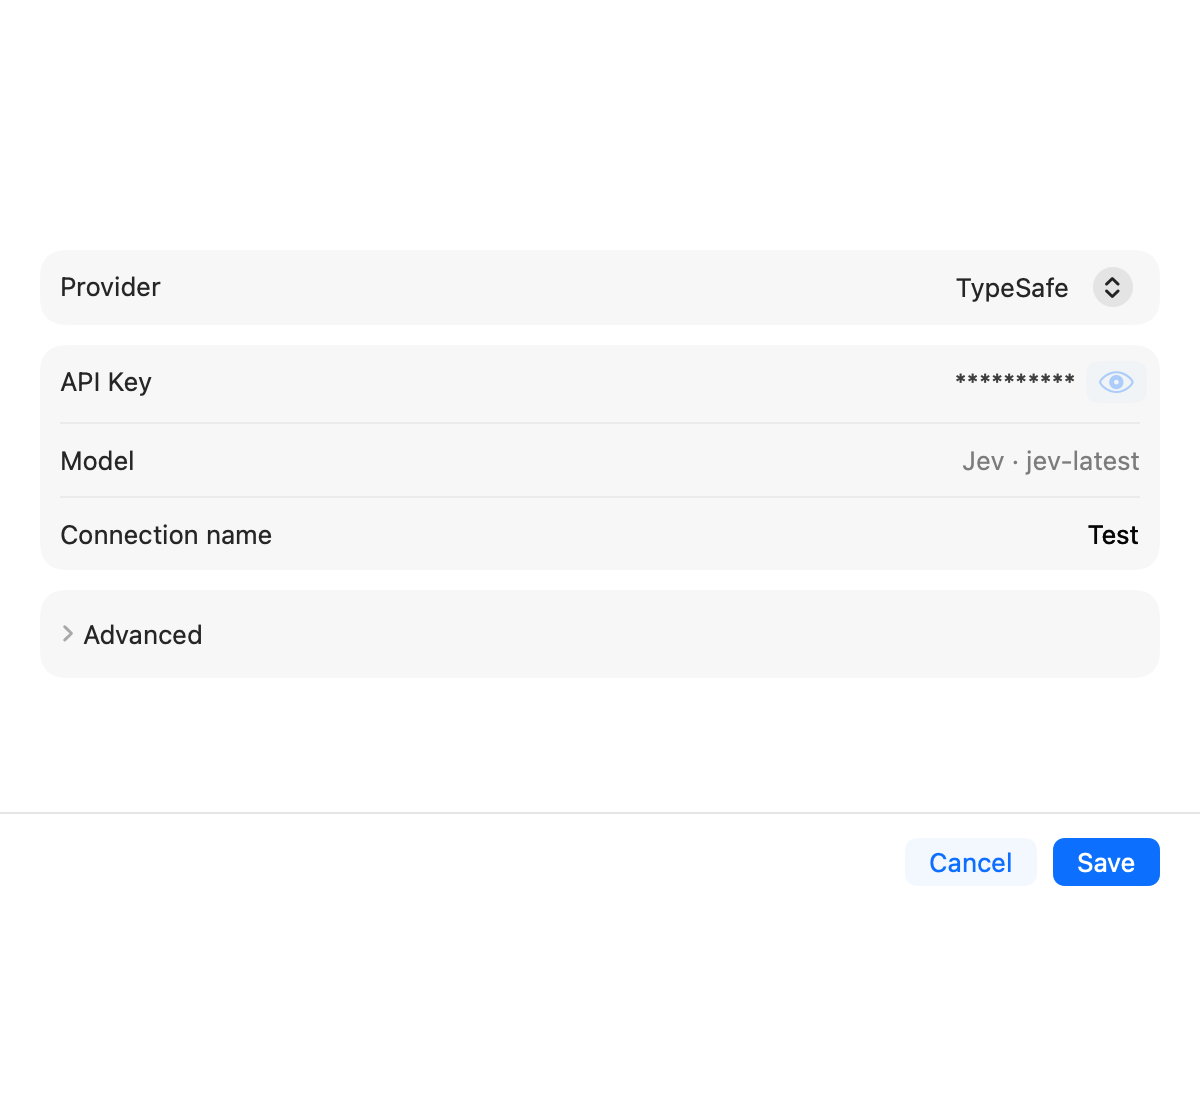 Provider TypeSafe
API Key **********
Model Jev · jev-latest
Connection name Test
Advanced
Cancel Save